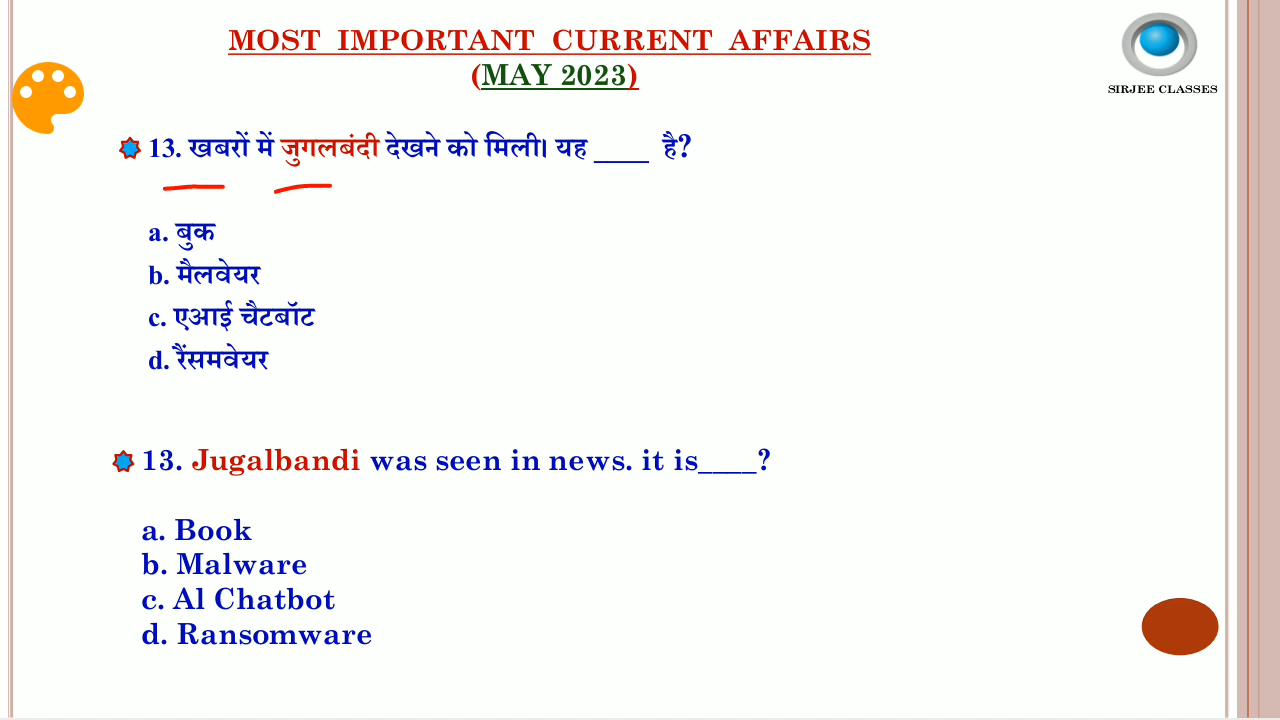 MOST IMPORTANT CURRENT AFFAIRS
(MAY 2023)
SIRJEE CLASSES
13. खबरों में जुगलबंदी देखने को मिली। यह ____ है?
a. बुक
b. मैलवेयर
c. एआई चैटबॉट
d. रैंसमवेयर
13. Jugalbandi was seen in news. it is____?
a. Book
b. Malware
c. Al Chatbot
d. Ransomware